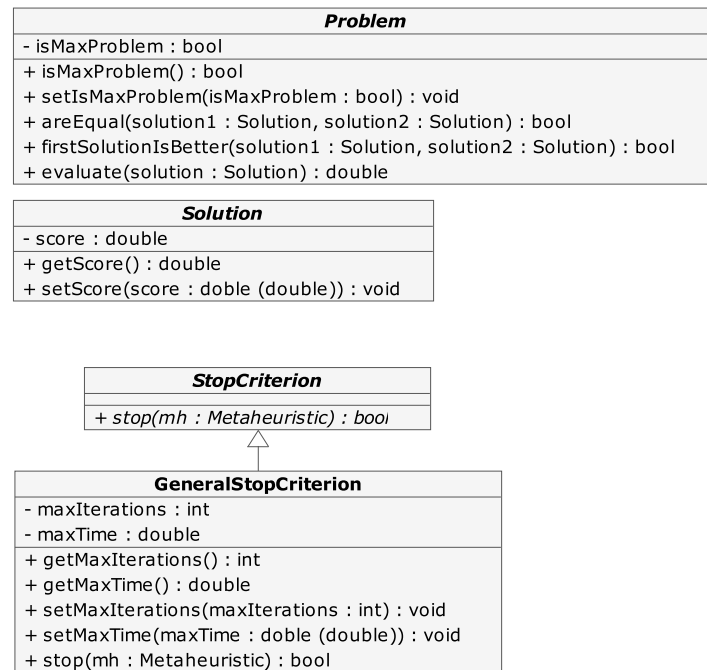 Problem
- isMaxProblem : bool
+ isMaxProblem() : bool
+ setIsMaxProblem(isMaxProblem : bool) : void
+ areEqual(solution1 : Solution, solution2 : Solution) : bool
+ firstSolutionIsBetter(solution1 : Solution, solution2 : Solution) : bool
+ evaluate(solution : Solution) : double
Solution
- score : double
+ getScore() : double
+ setScore(score : doble (double)) : void
StopCriterion
+ stop(mh : Metaheuristic) : bool
GeneralStopCriterion
- maxIterations : int
- maxTime : double
+ getMaxIterations() : int
+ getMaxTime() : double
+ setMaxIterations(maxIterations : int) : void
+ setMaxTime(maxTime : doble (double)) : void
+ stop(mh : Metaheuristic) : bool